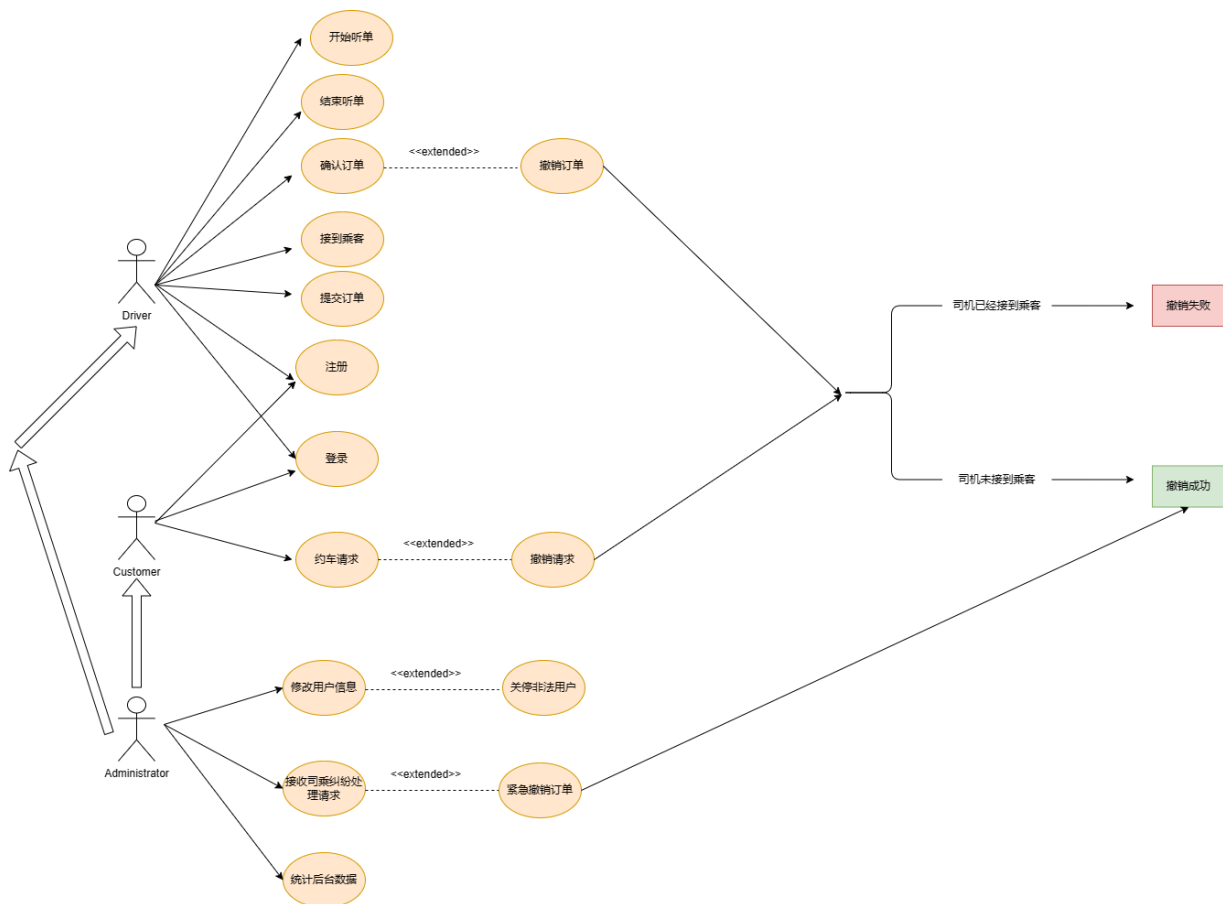 开始听单
结束听单
确认订单
<<extended>>
撤销订单
接到乘客
提交订单
Driver
注册
登录
司机已经接到乘客
撤销失败
司机未接到乘客
撤销成功
Customer
约车请求
<<extended>>
撤销请求
修改用户信息
<<extended>>
关停非法用户
Administrator
接收司乘纠纷处
理请求
<<extended>>
紧急撤销订单
统计后台数据